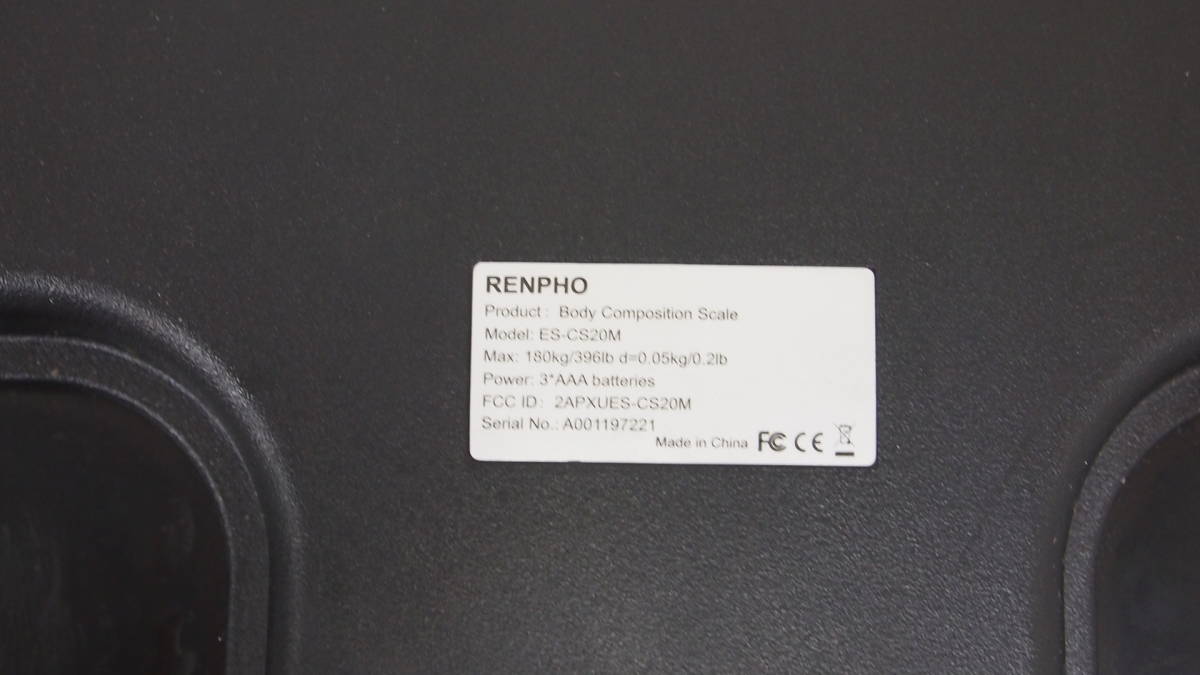 RENPHO
Product : Body Composition Scale
Model: ES-CS20M
Max: 180kg/396lb d=0.05kg/0.2lb
Power: 3*AAA batteries
FCC ID : 2APXUES-CS20M
Serial No.: A001197221
Made in China FC CE